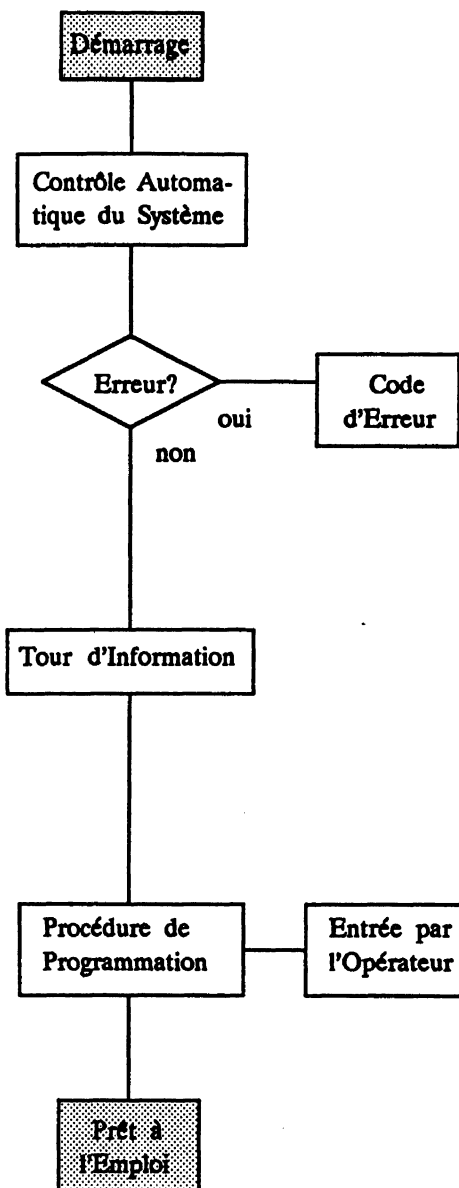 Démarrage
Contrôle Automa-
tique du Système
Erreur?
oui
non
Code
d'Erreur
Tour d'Information
Procédure de
Programmation
Entrée par
l'Opérateur
Prêt à
l'Emploi